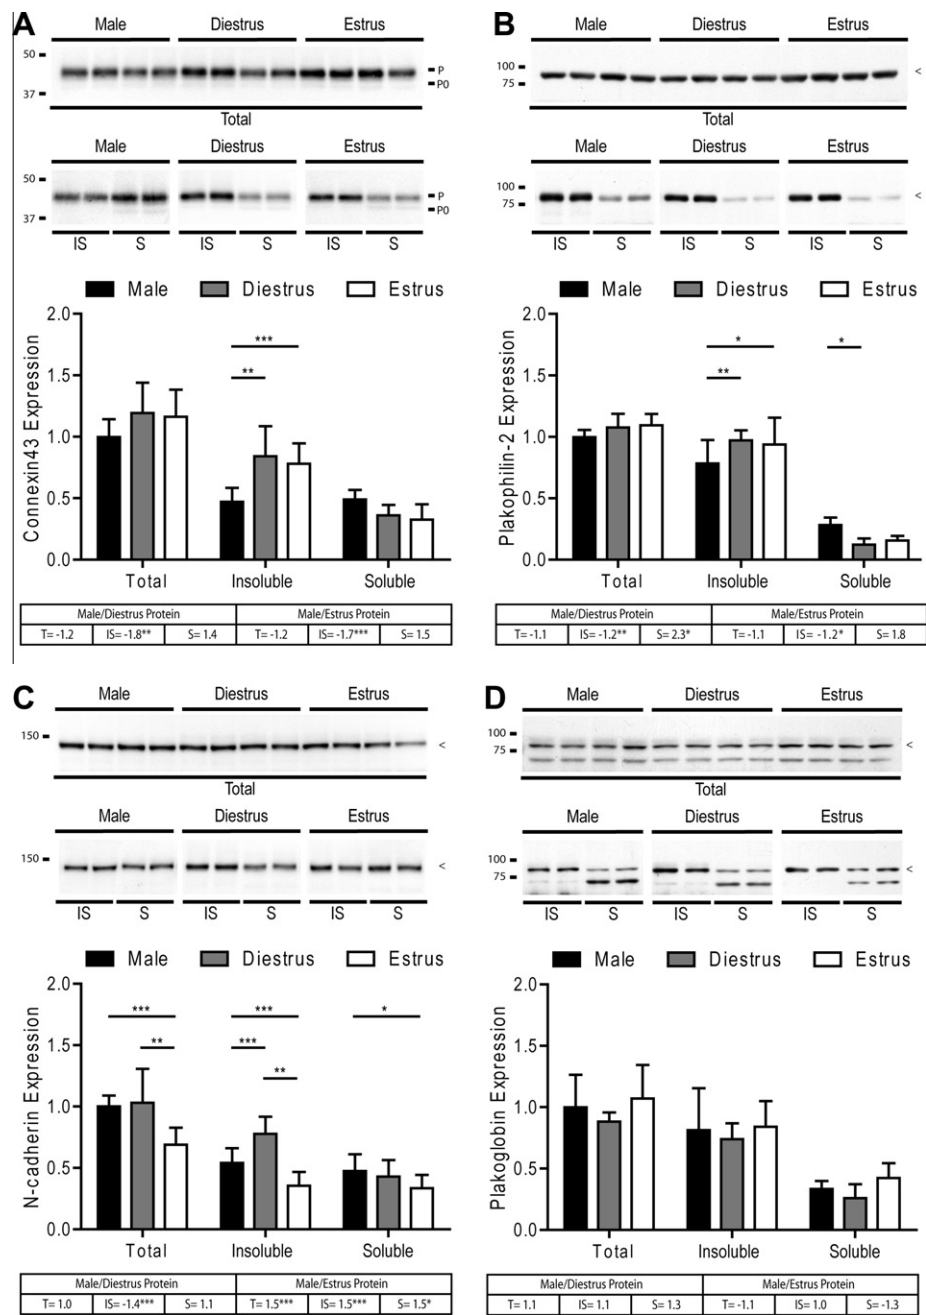 A
Male Diestrus Estrus
50
P
P0
37
Total
Male Diestrus Estrus
50
P
P0
37
IS S IS S IS S
Male Diestrus Estrus
Connexin43 Expression
2.0
1.5
1.0
0.5
0.0
***
**
Total Insoluble Soluble
Male/Diestrus Protein Male/Estrus Protein
T= -1.2 IS= -1.8** S= 1.4 T= -1.2 IS= -1.7*** S= 1.5
B
Male Diestrus Estrus
100
75
<
Total
Male Diestrus Estrus
100
75
<
IS S IS S IS S
Male Diestrus Estrus
Plakophilin-2 Expression
2.0
1.5
1.0
0.5
0.0
* *
**
Total Insoluble Soluble
Male/Diestrus Protein Male/Estrus Protein
T= -1.1 IS= -1.2** S= 2.3* T= -1.1 IS= -1.2* S= 1.8
C
Male Diestrus Estrus
150
<
Total
Male Diestrus Estrus
150
<
IS S IS S IS S
Male Diestrus Estrus
N-cadherin Expression
2.0
1.5
1.0
0.5
0.0
*** *** *
** *** **
Total Insoluble Soluble
Male/Diestrus Protein Male/Estrus Protein
T= 1.0 IS= -1.4*** S= 1.1 T= 1.5*** IS= 1.5*** S= 1.5*
D
Male Diestrus Estrus
100
75
<
Total
Male Diestrus Estrus
100
75
<
IS S IS S IS S
Male Diestrus Estrus
Plakoglobin Expression
2.0
1.5
1.0
0.5
0.0
Total Insoluble Soluble
Male/Diestrus Protein Male/Estrus Protein
T= 1.1 IS= 1.1 S= 1.3 T= -1.1 IS= 1.0 S= -1.3